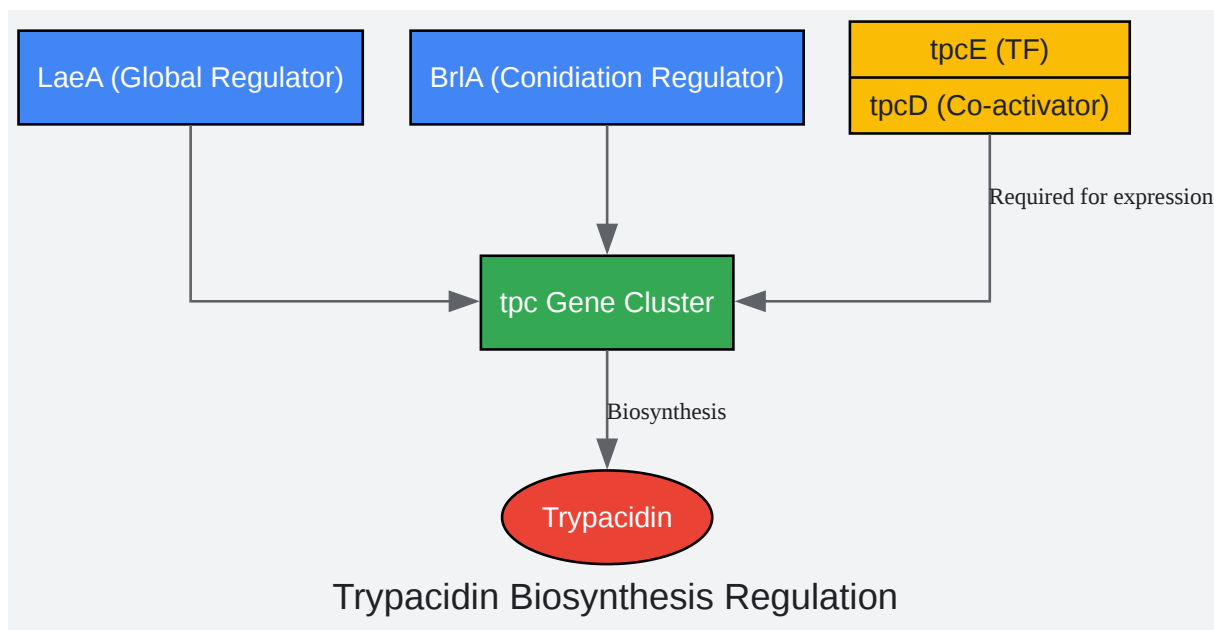 LaeA (Global Regulator)
BrlA (Conidiation Regulator)
tpcE (TF)
tpcD (Co-activator)
Required for expression
tpc Gene Cluster
Biosynthesis
Trypacidin
Trypacidin Biosynthesis Regulation